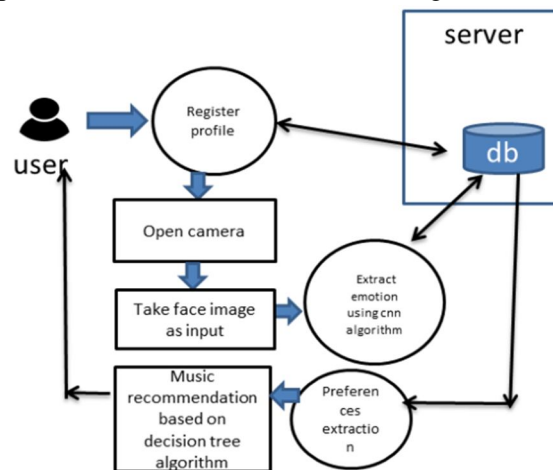 server
Register
profile
user
db
Open camera
Extract
emotion
using cnn
algorithm
Take face image
as input
Music
recommendation
based on
decision tree
algorithm
Preferen
ces
extractio
n